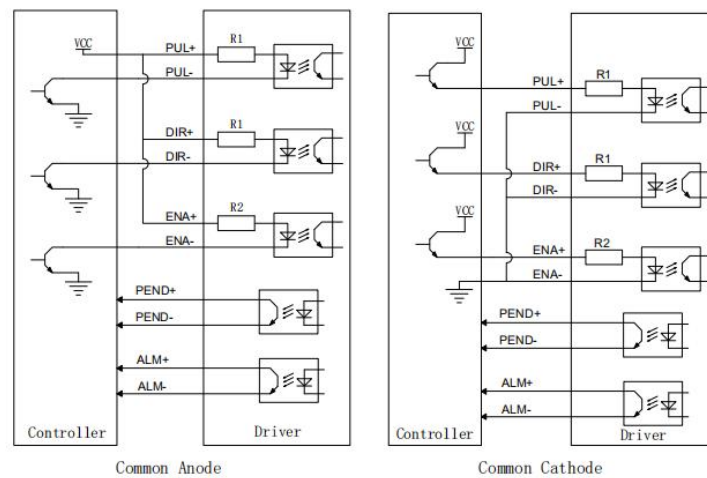 VCC
PUL+
R1
PUL-
DIR+
R1
DIR-
ENA+
R2
ENA-
PEND+
PEND-
ALM+
ALM-
Controller
Driver
Common Anode
VCC
PUL+
R1
PUL-
VCC
DIR+
R1
DIR-
VCC
ENA+
R2
ENA-
PEND+
PEND-
ALM+
ALM-
Controller
Driver
Common Cathode